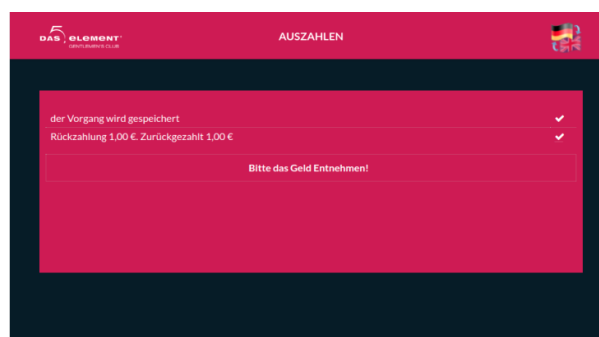 5
DAS ELEMENT
GENTLEMEN'S CLUB
AUSZAHLEN
der Vorgang wird gespeichert
Rückzahlung 1,00 €. Zurückgezahlt 1,00 €
Bitte das Geld Entnehmen!